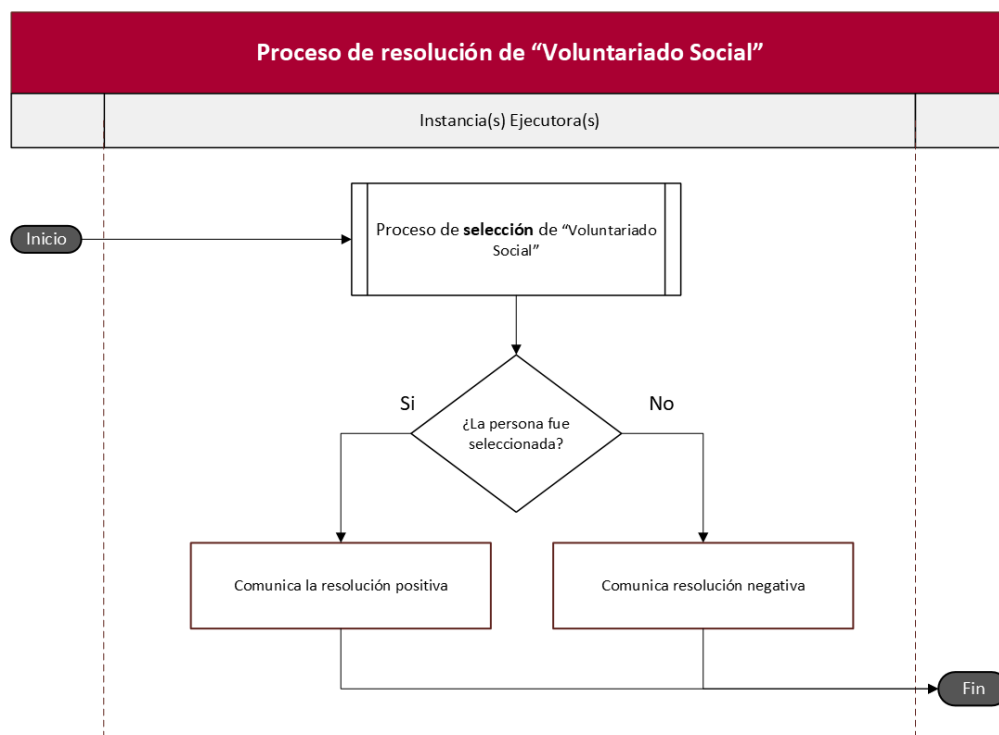 Proceso de resolución de “Voluntariado Social”
Instancia(s) Ejecutora(s)
Inicio
Proceso de selección de “Voluntariado
Social”
Si
No
¿La persona fue
seleccionada?
Comunica la resolución positiva
Comunica resolución negativa
Fin